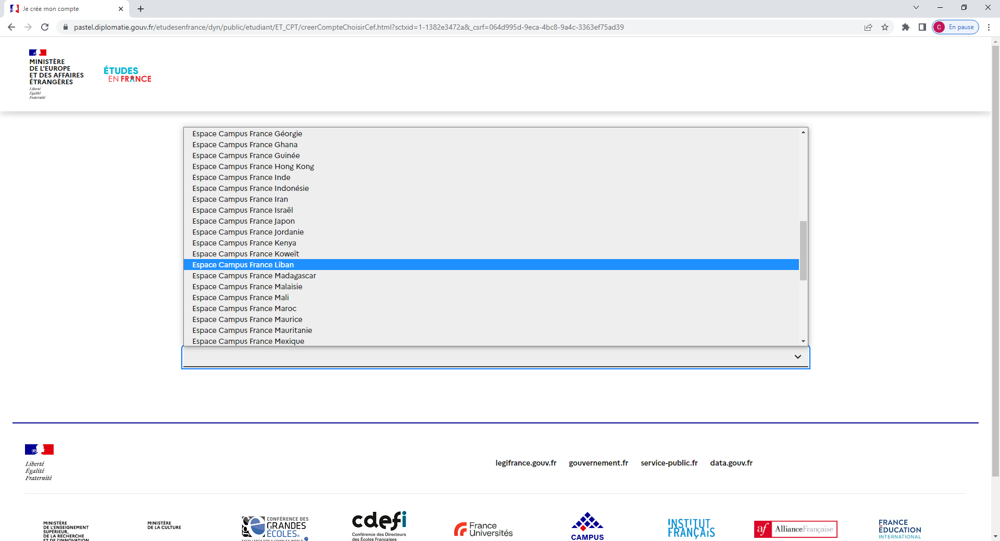 Je crée mon compte
pastel.diplomatie.gouv.fr/etudesenfrance/dyn/public/etudiant/ET_CPT/creerCompteChoisirCef.html?sctxid=1-1382e3472a&_csrf=064d995d-9eca-4bc8-9a4c-3363ef75ad39
C En pause
MINISTÈRE
DE L'EUROPE
ET DES AFFAIRES
ÉTRANGÈRES
Liberté
Égalité
Fraternité
ÉTUDES
EN FRANCE
Espace Campus France Géorgie
Espace Campus France Ghana
Espace Campus France Guinée
Espace Campus France Hong Kong
Espace Campus France Inde
Espace Campus France Indonésie
Espace Campus France Iran
Espace Campus France Israël
Espace Campus France Japon
Espace Campus France Jordanie
Espace Campus France Kenya
Espace Campus France Koweït
Espace Campus France Liban
Espace Campus France Madagascar
Espace Campus France Malaisie
Espace Campus France Mali
Espace Campus France Maroc
Espace Campus France Maurice
Espace Campus France Mauritanie
Espace Campus France Mexique
Liberté
Égalité
Fraternité
legifrance.gouv.fr gouvernement.fr service-public.fr data.gouv.fr
MINISTÈRE
DE L'ENSEIGNEMENT
SUPÉRIEUR,
DE LA RECHERCHE
ET DE L'INNOVATION
MINISTÈRE
DE LA CULTURE
CONFÉRENCE DES
GRANDES
ÉCOLES
EXCELLENCE FOR A COMPLEX WORLD
cdefi
Conférence des Directeurs
des Écoles Françaises
France
Universités
CAMPUS
INSTITUT
FRANÇAIS
af AllianceFrançaise
FRANCE
EDUCATION
INTERNATIONAL